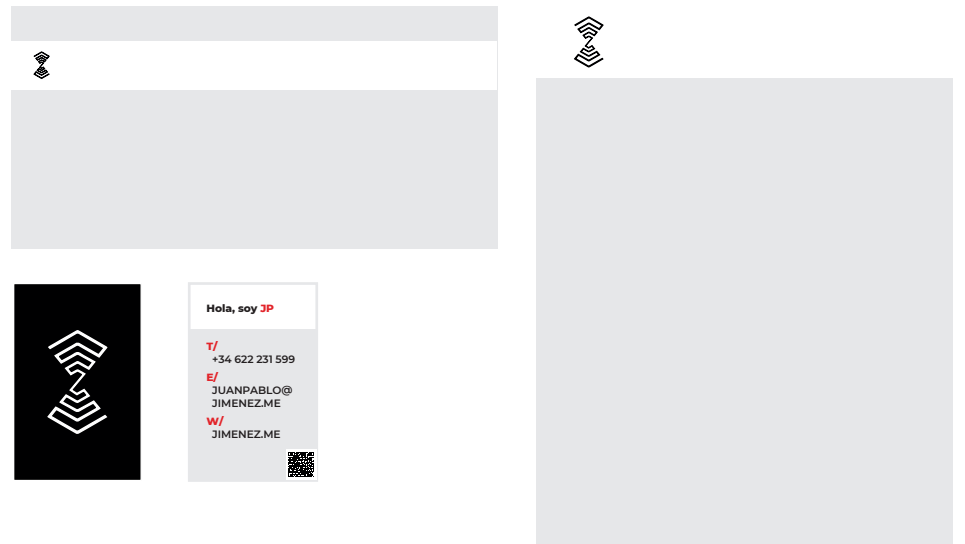 Hola, soy JP
T/
+34 622 231 599
E/
JUANPABLO@
JIMENEZ.ME
W/
JIMENEZ.ME